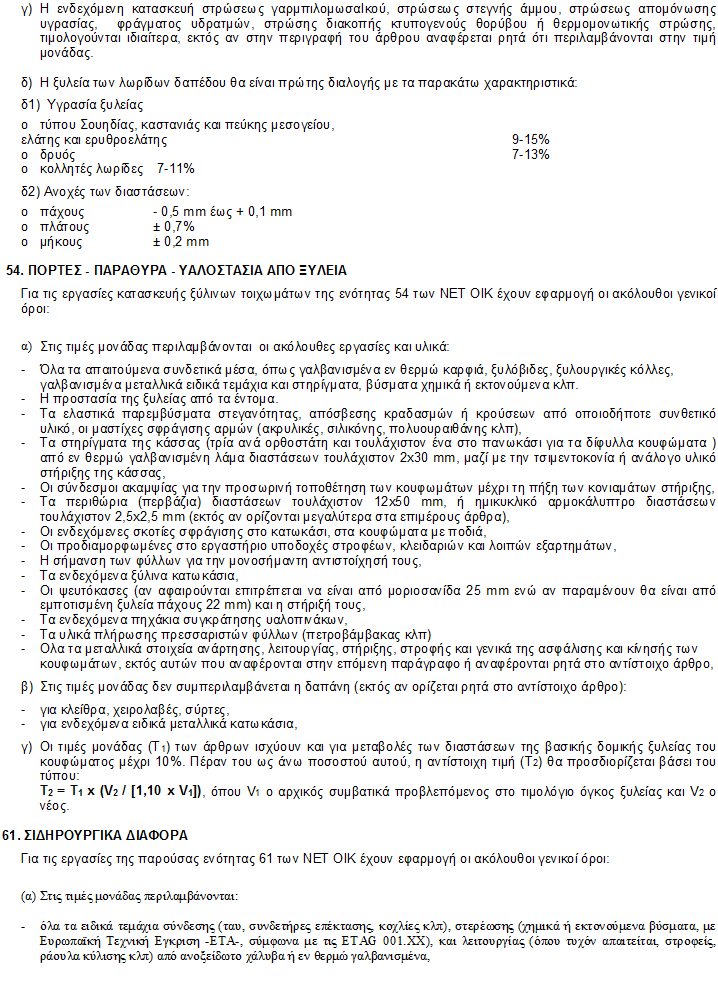 γ) Η ενδεχόμενη κατασκευή στρώσεως γαρμπιλομωσαΐκού, στρώσεως στεγνής άμμου, στρώσεως απομόνωσης
υγρασίας, φράγματος υδρατμών, στρώσης διακοπής κτυπογενούς θορύβου ή θερμομονωτικής στρώσης,
τιμολογούνται ιδιαίτερα, εκτός αν στην περιγραφή του άρθρου αναφέρεται ρητά ότι περιλαμβάνονται στην τιμή
μονάδας.
δ) Η ξυλεία των λωρίδων δαπέδου θα είναι πρώτης διαλογής με τα παρακάτω χαρακτηριστικά:
δ1) Υγρασία ξυλείας
ο τύπου Σουηδίας, καστανιάς και πεύκης μεσογείου,
ελάτης και ερυθροελάτης 9-15%
ο δρυός 7-13%
ο κολλητές λωρίδες 7-11%
δ2) Ανοχές των διαστάσεων:
ο πάχους - 0,5 mm έως + 0,1 mm
ο πλάτους ± 0,7%
ο μήκους ± 0,2 mm
54. ΠΟΡΤΕΣ - ΠΑΡΑΘΥΡΑ - ΥΑΛΟΣΤΑΣΙΑ ΑΠΟ ΞΥΛΕΙΑ
Για τις εργασίες κατασκευής ξύλινων τοιχωμάτων της ενότητας 54 των ΝΕΤ ΟΙΚ έχουν εφαρμογή οι ακόλουθοι γενικοί
όροι:
α) Στις τιμές μονάδας περιλαμβάνονται οι ακόλουθες εργασίες και υλικά:
- Όλα τα απαιτούμενα συνδετικά μέσα, όπως γαλβανισμένα εν θερμώ καρφιά, ξυλόβιδες, ξυλουργικές κόλλες,
γαλβανισμένα μεταλλικά ειδικά τεμάχια και στηρίγματα, βύσματα χημικά ή εκτονούμενα κλπ.
- Η προστασία της ξυλείας από τα έντομα.
- Τα ελαστικά παρεμβύσματα στεγανότητας, απόσβεσης κραδασμών ή κρούσεων από οποιοδήποτε συνθετικό
υλικό, οι μαστίχες σφράγισης αρμών (ακρυλικές, σιλικόνης, πολυουραιθάνης κλπ),
- Τα στηρίγματα της κάσσας (τρία ανά ορθοστάτη και τουλάχιστον ένα στο πανωκάσι για τα δίφυλλα κουφώματα )
από εν θερμώ γαλβανισμένη λάμα διαστάσεων τουλάχιστον 2x30 mm, μαζί με την τσιμεντοκονία ή ανάλογο υλικό
στήριξης της κάσσας,
- Οι σύνδεσμοι ακαμψίας για την προσωρινή τοποθέτηση των κουφωμάτων μέχρι τη πήξη των κονιαμάτων στήριξης,
- Τα περιθώρια (περβάζια) διαστάσεων τουλάχιστον 12x50 mm, ή ημικυκλικό αρμοκάλυπτρο διαστάσεων
τουλάχιστον 2,5x2,5 mm (εκτός αν ορίζονται μεγαλύτερα στα επιμέρους άρθρα),
- Οι ενδεχόμενες σκοτίες σφράγισης στο κατωκάσι, στα κουφώματα με ποδιά,
- Οι προδιαμορφωμένες στο εργαστήριο υποδοχές στροφέων, κλειδαριών και λοιπών εξαρτημάτων,
- Η σήμανση των φύλλων για την μονοσήμαντη αντιστοίχησή τους,
- Τα ενδεχόμενα ξύλινα κατωκάσια,
- Οι ψευτόκασες (αν αφαιρούνται επιτρέπεται να είναι από μοριοσανίδα 25 mm ενώ αν παραμένουν θα είναι από
εμποτισμένη ξυλεία πάχους 22 mm) και η στήριξή τους,
- Τα ενδεχόμενα πηχάκια συγκράτησης υαλοπινάκων,
- Τα υλικά πλήρωσης πρεσσαριστών φύλλων (πετροβάμβακας κλπ)
- Ολα τα μεταλλικά στοιχεία ανάρτησης, λειτουργίας, στήριξης, στροφής και γενικά της ασφάλισης και κίνησής των
κουφωμάτων, εκτός αυτών που αναφέρονται στην επόμενη παράγραφο ή αναφέρονται ρητά στο αντίστοιχο άρθρο,
β) Στις τιμές μονάδας δεν συμπεριλαμβάνεται η δαπάνη (εκτός αν ορίζεται ρητά στο αντίστοιχο άρθρο):
- για κλείθρα, χειρολαβές, σύρτες,
- για ενδεχόμενα ειδικά μεταλλικά κατωκάσια,
γ) Οι τιμές μονάδας (Τ1) των άρθρων ισχύουν και για μεταβολές των διαστάσεων της βασικής δομικής ξυλείας του
κουφώματος μέχρι 10%. Πέραν του ως άνω ποσοστού αυτού, η αντίστοιχη τιμή (Τ2) θα προσδιορίζεται βάσει του
τύπου:
Τ2 = Τ1 x (V2 / [1,10 x V1]), όπου V1 ο αρχικός συμβατικά προβλεπόμενος στο τιμολόγιο όγκος ξυλείας και V2 ο
νέος.
61. ΣΙΔΗΡΟΥΡΓΙΚΑ ΔΙΑΦΟΡΑ
Για τις εργασίες της παρούσας ενότητας 61 των ΝΕΤ ΟΙΚ έχουν εφαρμογή οι ακόλουθοι γενικοί όροι:
(α) Στις τιμές μονάδας περιλαμβάνονται:
- όλα τα ειδικά τεμάχια σύνδεσης (ταυ, συνδετήρες επέκτασης, κοχλίες κλπ), στερέωσης (χημικά ή εκτονούμενα βύσματα, με
Ευρωπαϊκή Τεχνική Εγκριση -ΕΤΑ-, σύμφωνα με τις ETAG 001.XX), και λειτουργίας (όπου τυχόν απαιτείται, στροφείς,
ράουλα κύλισης κλπ) από ανοξείδωτο χάλυβα ή εν θερμώ γαλβανισμένα,